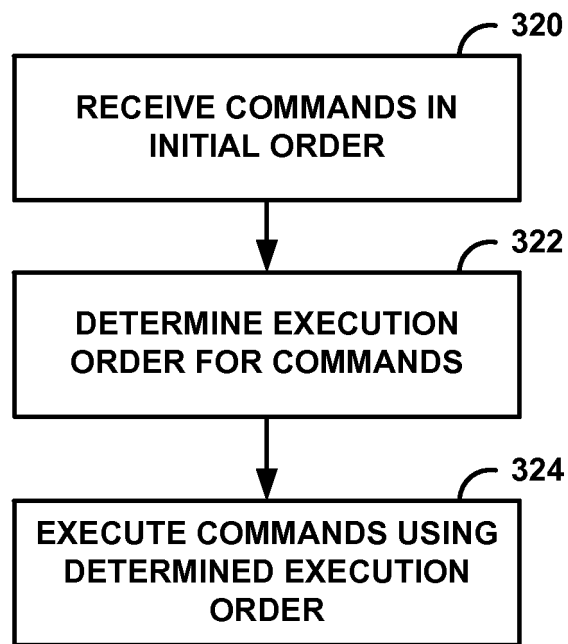 320
RECEIVE COMMANDS IN
INITIAL ORDER
322
DETERMINE EXECUTION
ORDER FOR COMMANDS
324
EXECUTE COMMANDS USING
DETERMINED EXECUTION
ORDER